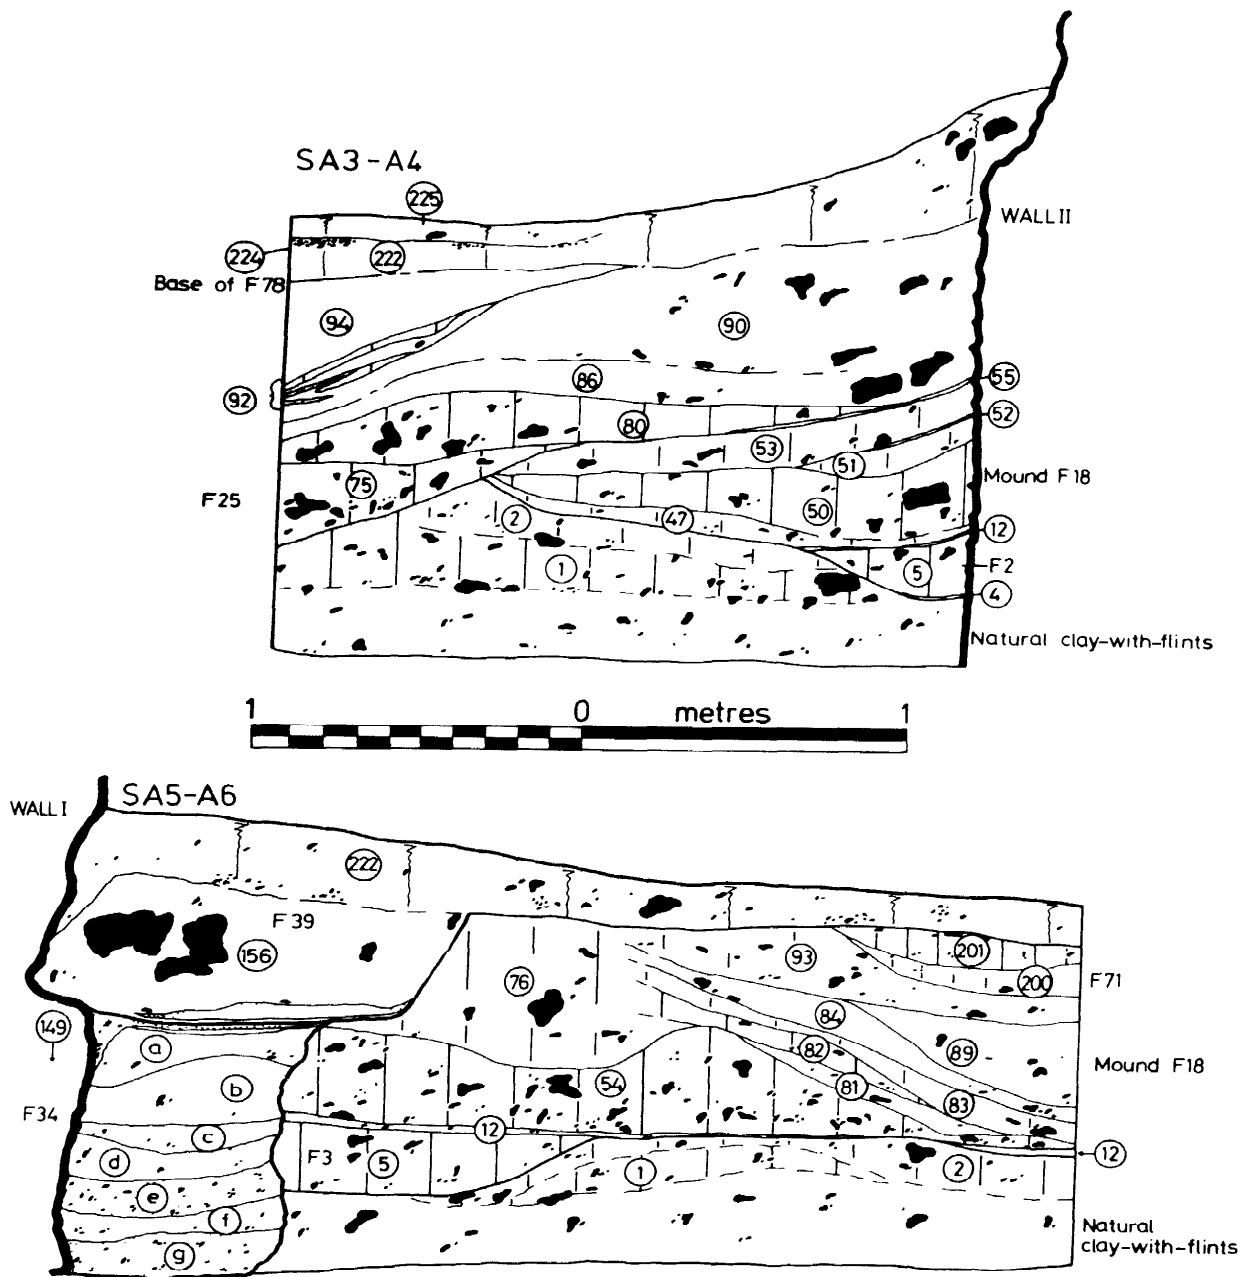 SA3-A4
225
WALL II
224
222
Base of F78
94
90
92
86
55
52
80
53
51
Mound F18
75
F25
50
2
47
12
1
5
F2
4
Natural clay-with-flints
1 0 metres 1
WALL I
SA5-A6
222
F39
156
93
201
76
200
F71
149
84
a
82
89
b
54
81
Mound F18
F34
83
c
12
d
F3
5
1
2
12
e
f
g
Natural
clay-with-flints